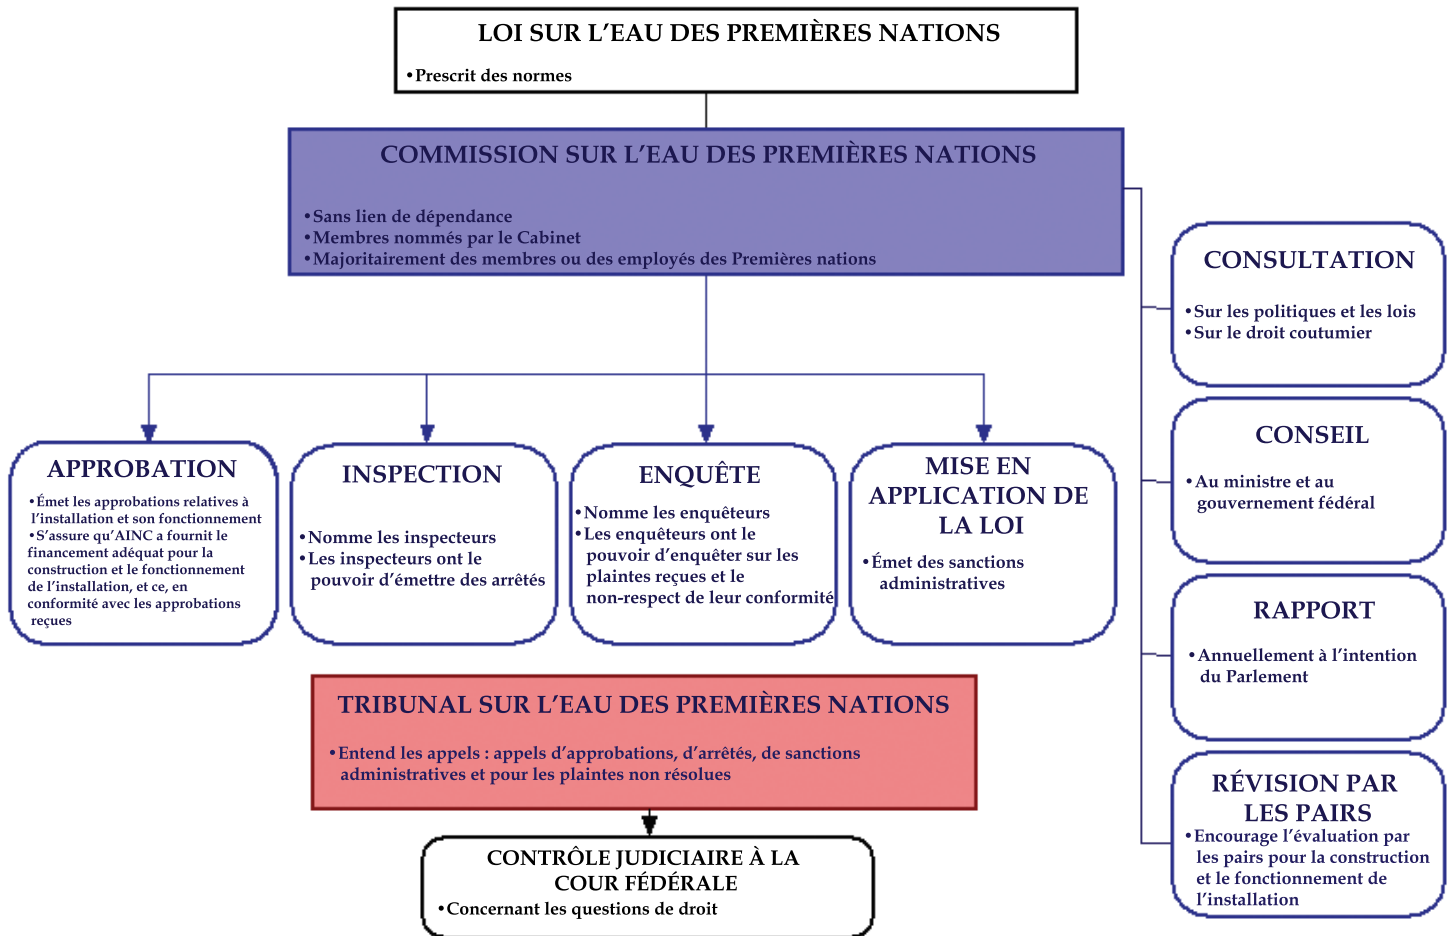 LOI SUR L’EAU DES PREMIÈRES NATIONS
•Prescrit des normes
COMMISSION SUR L’EAU DES PREMIÈRES NATIONS
•Sans lien de dépendance
•Membres nommés par le Cabinet
•Majoritairement des membres ou des employés des Premières nations
APPROBATION
•Émet les approbations relatives à
l’installation et son fonctionnement
•S’assure qu’AINC a fournit le
financement adéquat pour la
construction et le fonctionnement
de l’installation, et ce, en
conformité avec les approbations
reçues
INSPECTION
•Nomme les inspecteurs
•Les inspecteurs ont le
pouvoir d’émettre des arrêtés
ENQUÊTE
•Nomme les enquêteurs
•Les enquêteurs ont le
pouvoir d’enquêter sur les
plaintes reçues et le
non-respect de leur conformité
MISE EN
APPLICATION DE
LA LOI
•Émet des sanctions
administratives
CONSULTATION
•Sur les politiques et les lois
•Sur le droit coutumier
CONSEIL
•Au ministre et au
gouvernement fédéral
RAPPORT
•Annuellement à l’intention
du Parlement
RÉVISION PAR
LES PAIRS
•Encourage l’évaluation par
les pairs pour la construction
et le fonctionnement de
l’installation
TRIBUNAL SUR L’EAU DES PREMIÈRES NATIONS
•Entend les appels : appels d’approbations, d’arrêtés, de sanctions
administratives et pour les plaintes non résolues
CONTRÔLE JUDICIAIRE À LA
COUR FÉDÉRALE
•Concernant les questions de droit